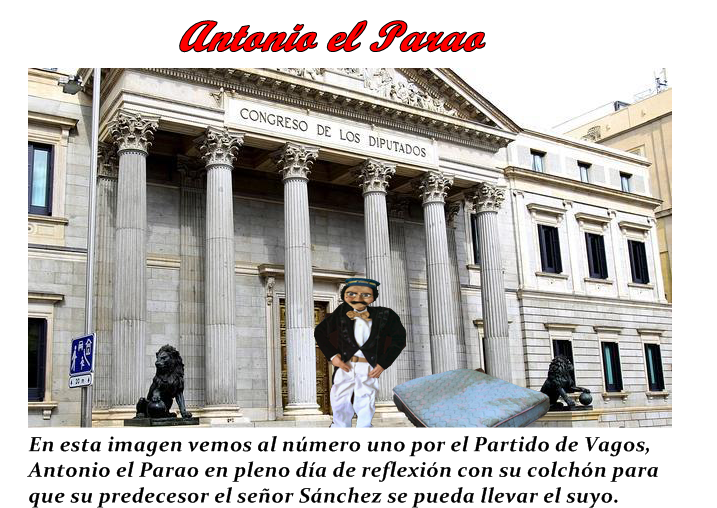 Antonio el Parao
CONGRESO DE LOS DIPUTADOS
En esta imagen vemos al número uno por el Partido de Vagos,
Antonio el Parao en pleno día de reflexión con su colchón para
que su predecesor el señor Sánchez se pueda llevar el suyo.